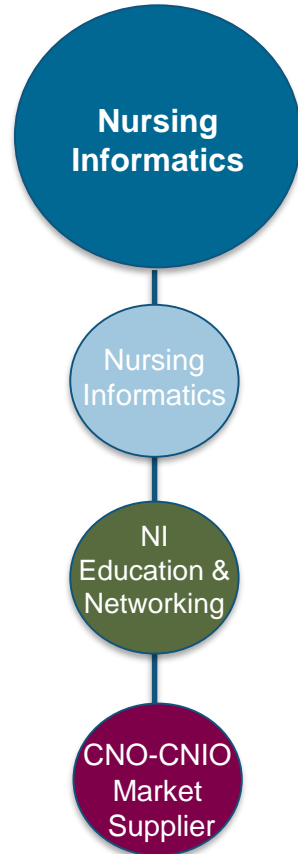 Nursing
Informatics
Nursing
Informatics
NI
Education &
Networking
CNO-CNIO
Market
Supplier